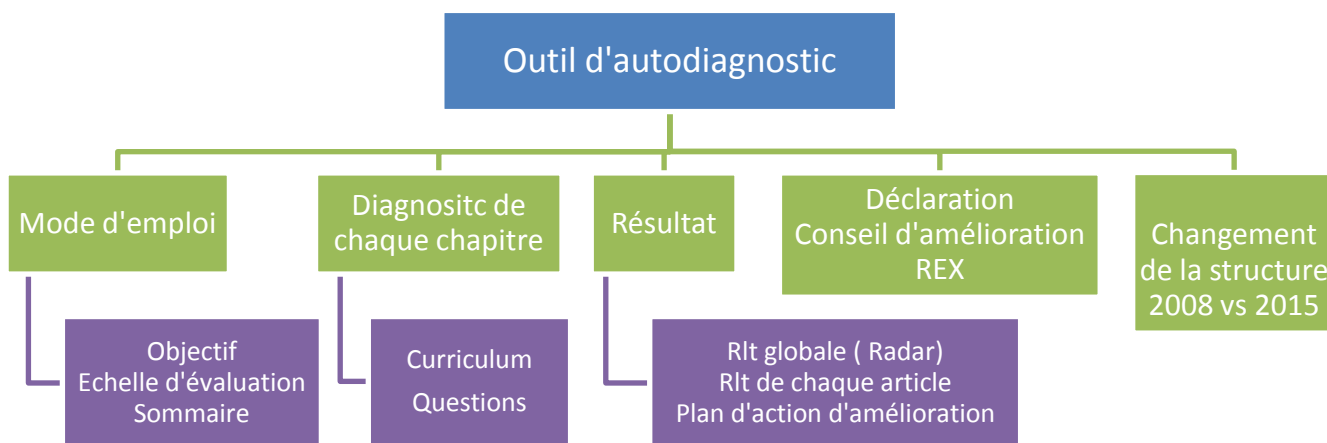 Outil d'autodiagnostic
Mode d'emploi
Diagnositc de
chaque chapitre
Résultat
Déclaration
Conseil d'amélioration
REX
Changement
de la structure
2008 vs 2015
Objectif
Echelle d'évaluation
Sommaire
Curriculum
Questions
Rlt globale ( Radar)
Rlt de chaque article
Plan d'action d'amélioration